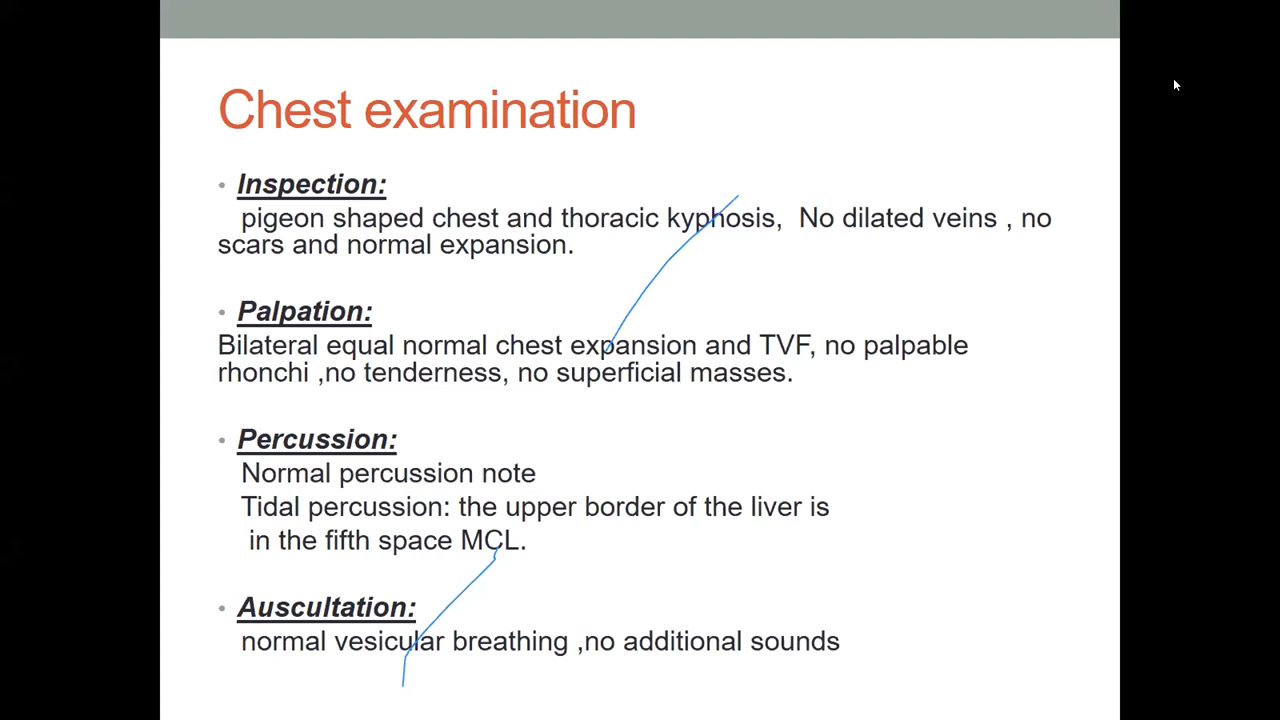 Chest examination
• Inspection:
pigeon shaped chest and thoracic kyphosis, No dilated veins , no
scars and normal expansion.
• Palpation:
Bilateral equal normal chest expansion and TVF, no palpable
rhonchi ,no tenderness, no superficial masses.
• Percussion:
Normal percussion note
Tidal percussion: the upper border of the liver is
in the fifth space MCL.
• Auscultation:
normal vesicular breathing ,no additional sounds